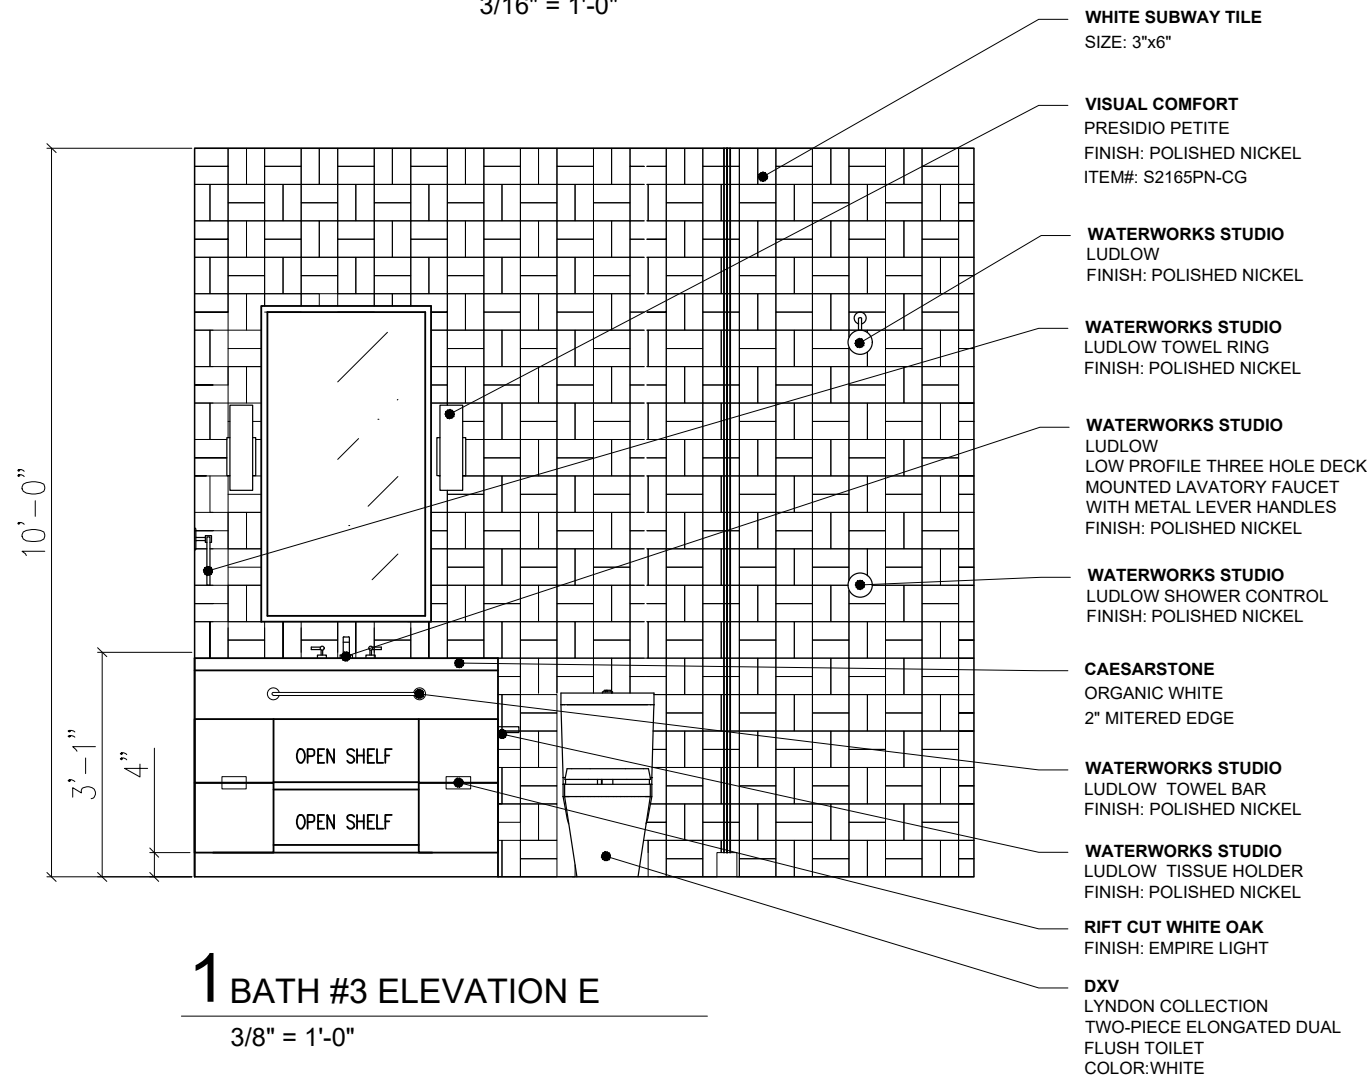 3/16" = 1'-0"
WHITE SUBWAY TILE
SIZE: 3"x6"
VISUAL COMFORT
PRESIDIO PETITE
FINISH: POLISHED NICKEL
ITEM#: S2165PN-CG
WATERWORKS STUDIO
LUDLOW
FINISH: POLISHED NICKEL
WATERWORKS STUDIO
LUDLOW TOWEL RING
FINISH: POLISHED NICKEL
WATERWORKS STUDIO
LUDLOW
LOW PROFILE THREE HOLE DECK
MOUNTED LAVATORY FAUCET
WITH METAL LEVER HANDLES
FINISH: POLISHED NICKEL
WATERWORKS STUDIO
LUDLOW SHOWER CONTROL
FINISH: POLISHED NICKEL
CAESARSTONE
ORGANIC WHITE
2" MITERED EDGE
WATERWORKS STUDIO
LUDLOW TOWEL BAR
FINISH: POLISHED NICKEL
WATERWORKS STUDIO
LUDLOW TISSUE HOLDER
FINISH: POLISHED NICKEL
RIFT CUT WHITE OAK
FINISH: EMPIRE LIGHT
DXV
LYNDON COLLECTION
TWO-PIECE ELONGATED DUAL
FLUSH TOILET
COLOR:WHITE
10'-0"
3'-1"
4"
OPEN SHELF
OPEN SHELF
1 BATH #3 ELEVATION E
3/8" = 1'-0"